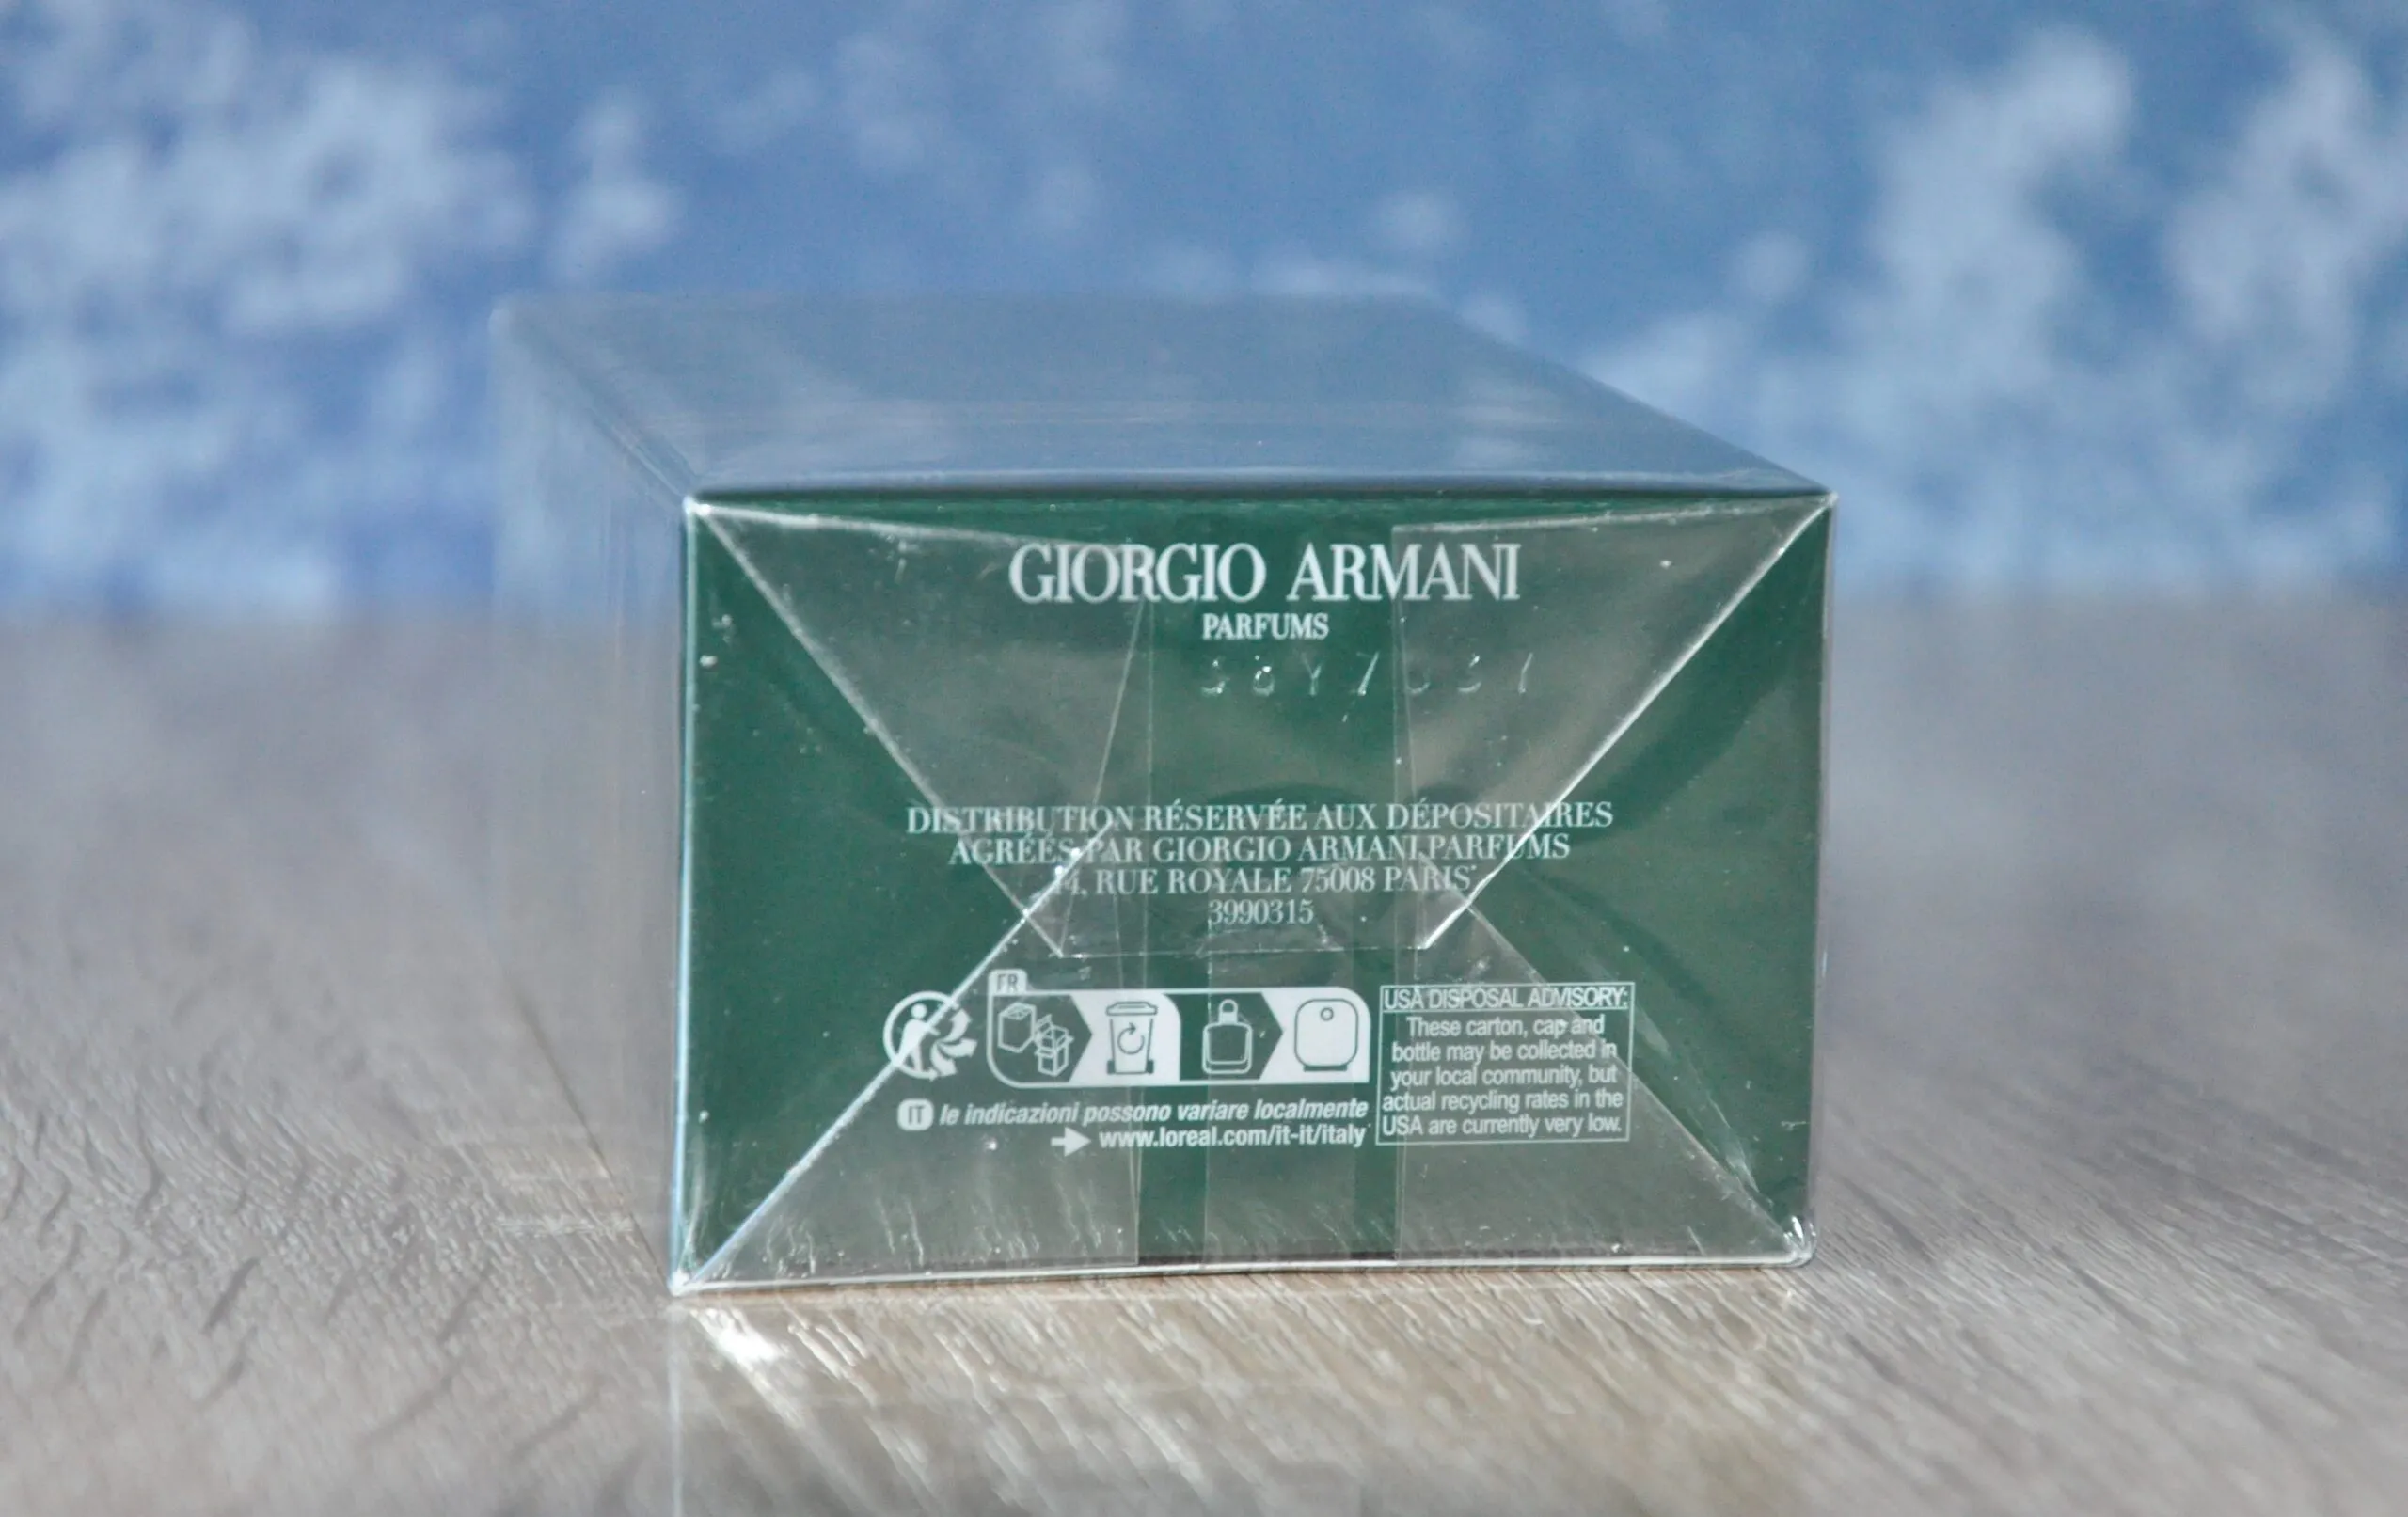 GIORGIO ARMANI
PARFUMS
DISTRIBUTION RÉSERVÉE AUX DÉPOSITAIRES
AGRÉÉS PAR GIORGIO ARMANI PARFUMS
14, RUE ROYALE 75008 PARIS
3990315
FR
USA DISPOSAL ADVISORY:
These carton, cap and
bottle may be collected in
your local community, but
actual recycling rates in the
USA are currently very low.
IT le indicazioni possono variare localmente
www.loreal.com/it-it/italy